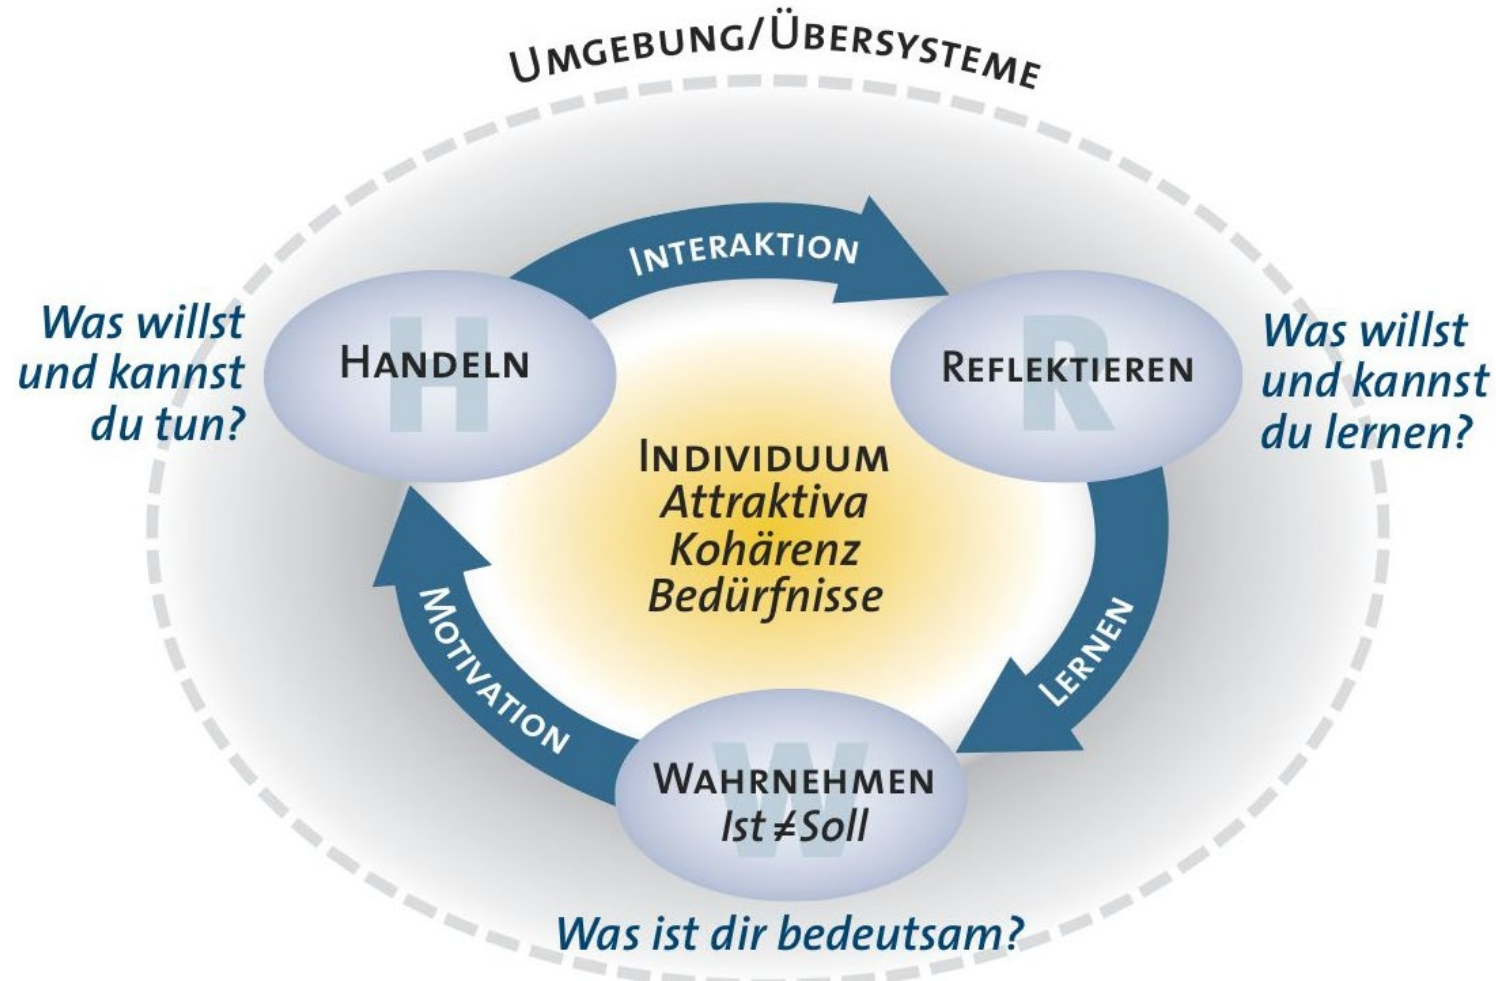 UMGEBUNG/ÜBERSYSTEME
INTERAKTION
Was willst
und kannst
du tun?
H
HANDELN
R
REFLEKTIEREN
Was willst
und kannst
du lernen?
INDIVIDUUM
Attraktiva
Kohärenz
Bedürfnisse
MOTIVATION
LERNEN
W
WAHRNEHMEN
Ist ≠ Soll
Was ist dir bedeutsam?